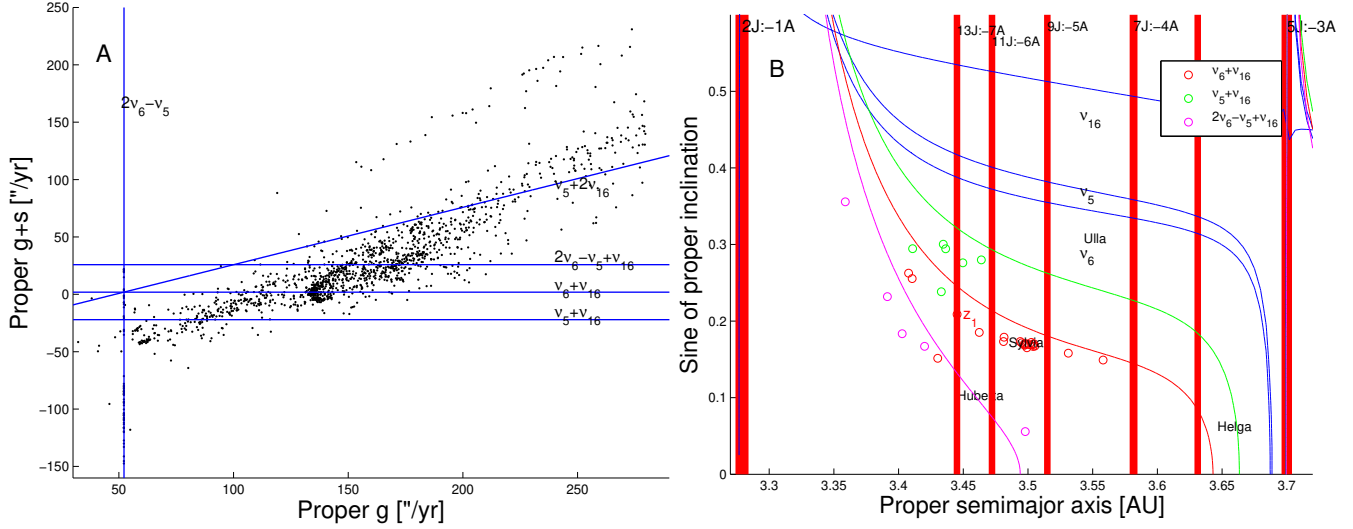 A
2ν6−ν5
ν5+2ν16
2ν6−ν5+ν16
ν6+ν16
ν5+ν16
250
200
150
100
50
0
−50
−100
−150
Proper g+s ["/yr]
50
100
150
200
250
Proper g ["/yr]
2J:−1A
13J:−7A
11J:−6A
9J:−5A
7J:−4A
5J:−3A
B
ν6+ν16
ν5+ν16
2ν6−ν5+ν16
ν16
ν5
Ulla
ν6
z1
Sylvia
Huberta
Helga
0.5
0.4
0.3
0.2
0.1
0
Sine of proper inclination
3.3
3.35
3.4
3.45
3.5
3.55
3.6
3.65
3.7
Proper semimajor axis [AU]